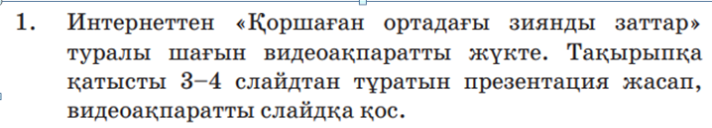 1. Интернеттен «Қоршаған ортадағы зиянды заттар»
туралы шағын видеоақпаратты жүкте. Тақырыпқа
қатысты 3–4 слайдтан тұратын презентация жасап,
видеоақпаратты слайдқа қос.